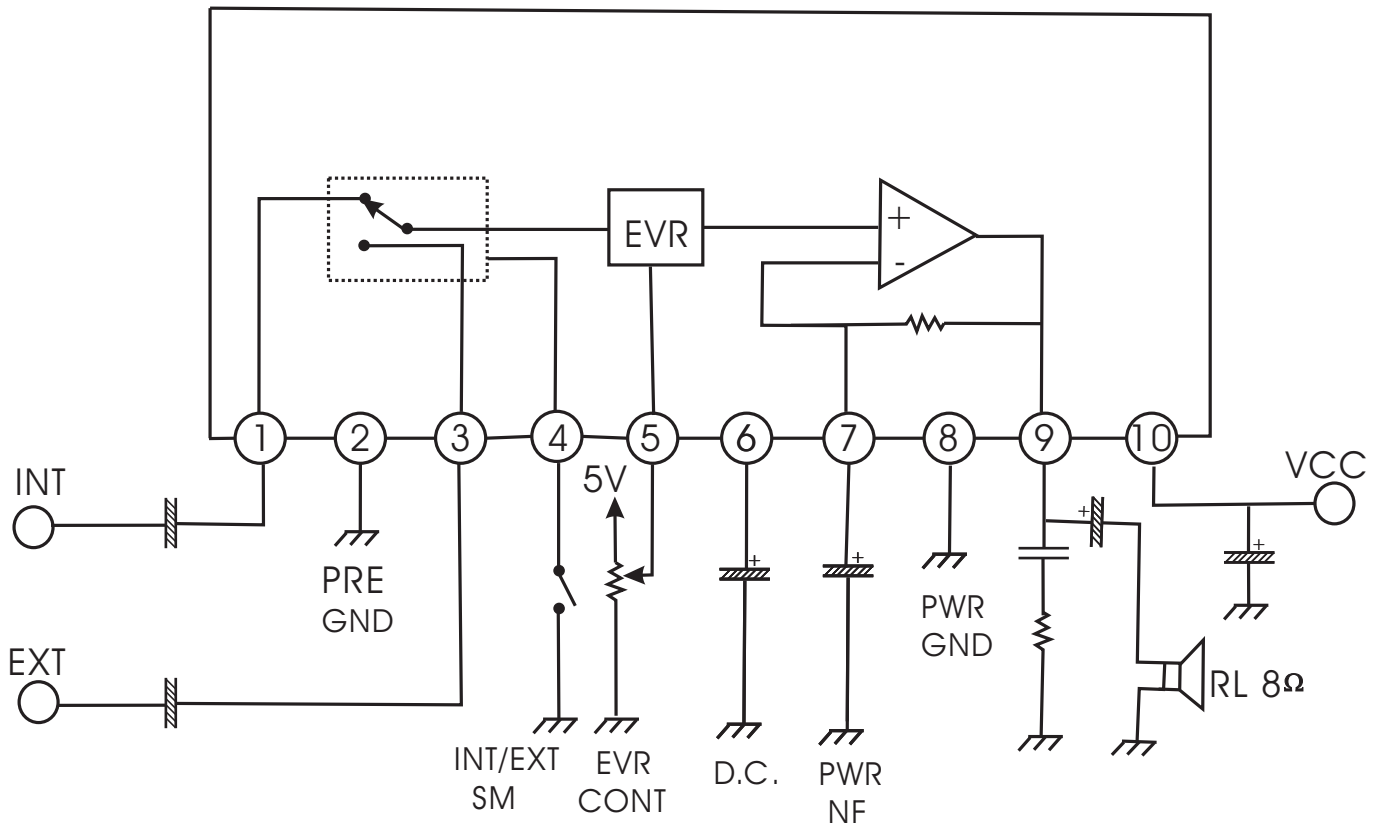 EVR
+
-
1 2 3 4 5 6 7 8 9 10
INT
5V
VCC
+
+
+
+
PRE
GND
PWR
GND
EXT
RL 8Ω
INT/EXT
SM
EVR
CONT
D.C.
PWR
NF